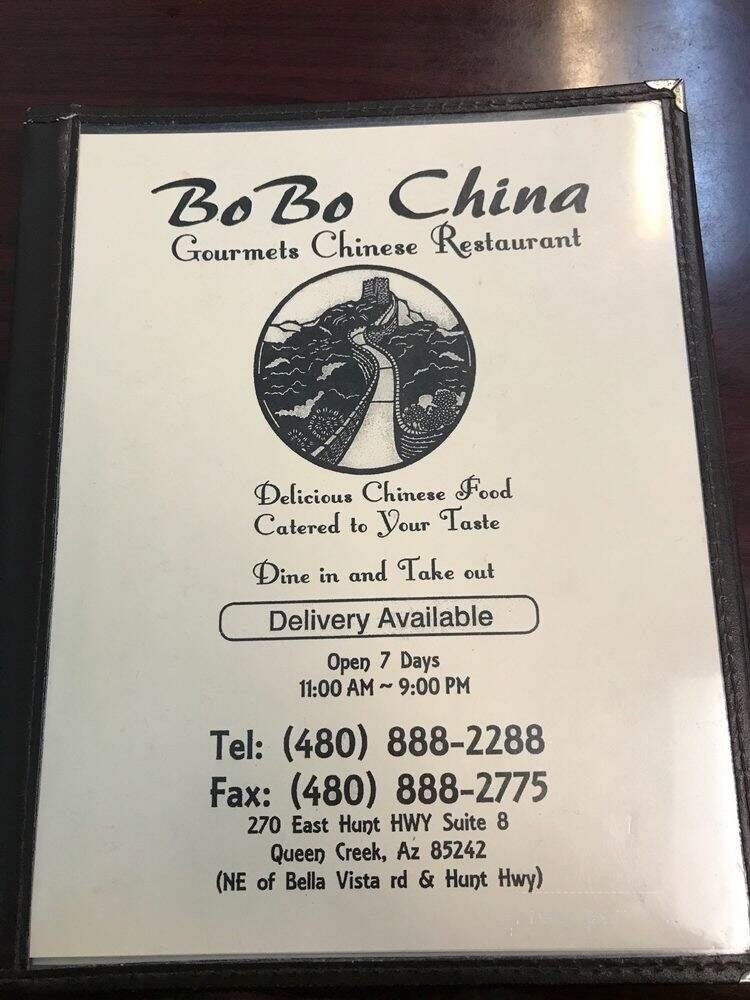 BoBo China
Gourmets Chinese Restaurant
Delicious Chinese Food
Catered to Your Taste
Dine in and Take out
Delivery Available
Open 7 Days
11:00 AM ~ 9:00 PM
Tel: (480) 888-2288
Fax: (480) 888-2775
270 East Hunt HWY Suite 8
Queen Creek, Az 85242
(NE of Bella Vista rd & Hunt Hwy)